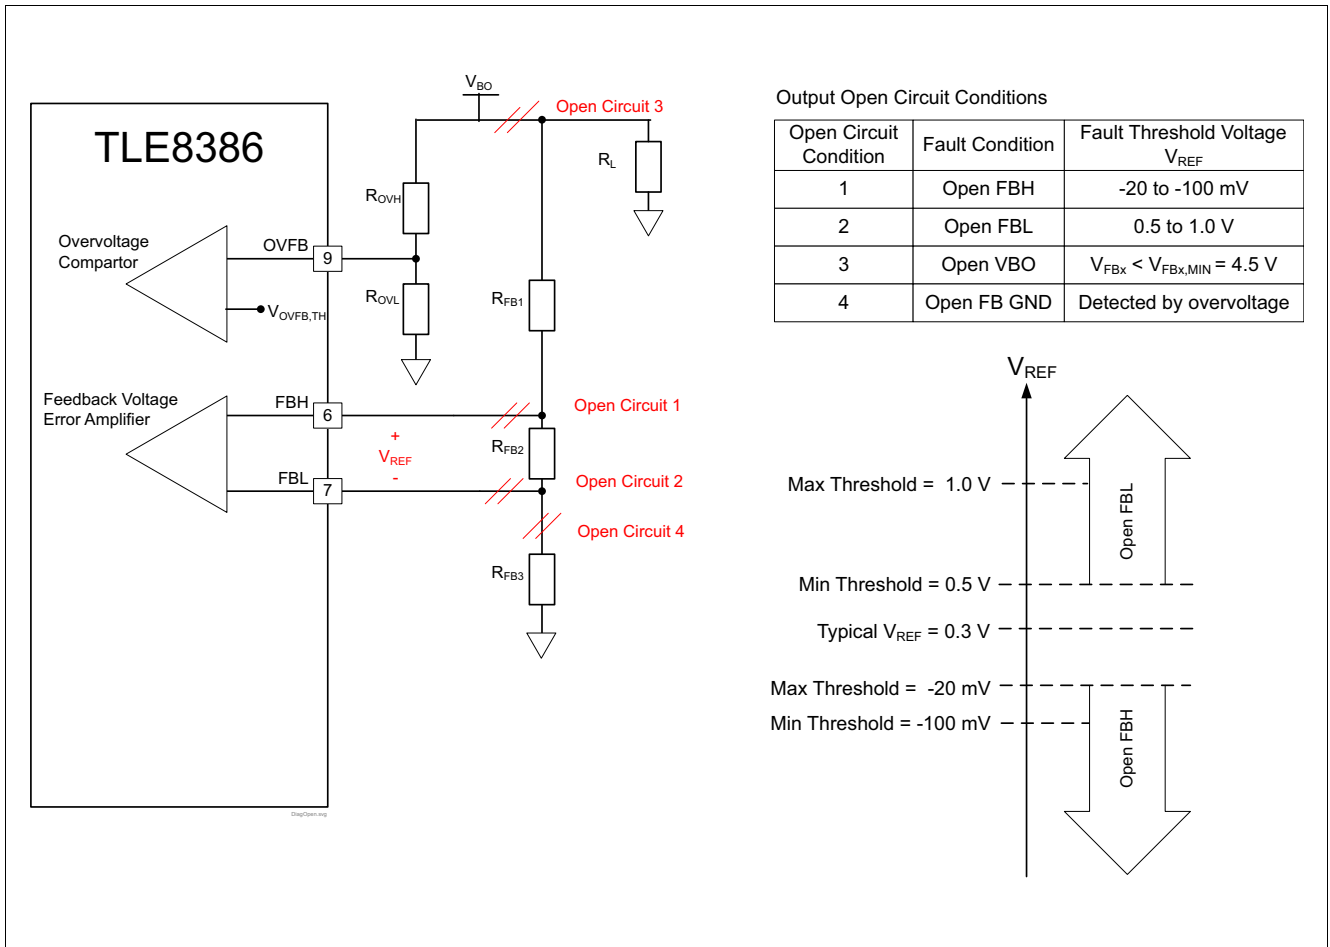 TLE8386
Overvoltage
Compartor
OVFB
9
VOVFB,TH
Feedback Voltage
Error Amplifier
FBH
6
FBL
7
+
VREF
-
DiagOpen.svg
VBO
Open Circuit 3
ROVH
ROVL
RL
RFB1
Open Circuit 1
RFB2
Open Circuit 2
Open Circuit 4
RFB3
Output Open Circuit Conditions
Open Circuit
Condition
Fault Condition
Fault Threshold Voltage
VREF
1 Open FBH -20 to -100 mV
2 Open FBL 0.5 to 1.0 V
3 Open VBO VFBx < VFBx,MIN = 4.5 V
4 Open FB GND Detected by overvoltage
VREF
Max Threshold = 1.0 V
Open FBL
Min Threshold = 0.5 V
Typical VREF = 0.3 V
Max Threshold = -20 mV
Min Threshold = -100 mV
Open FBH